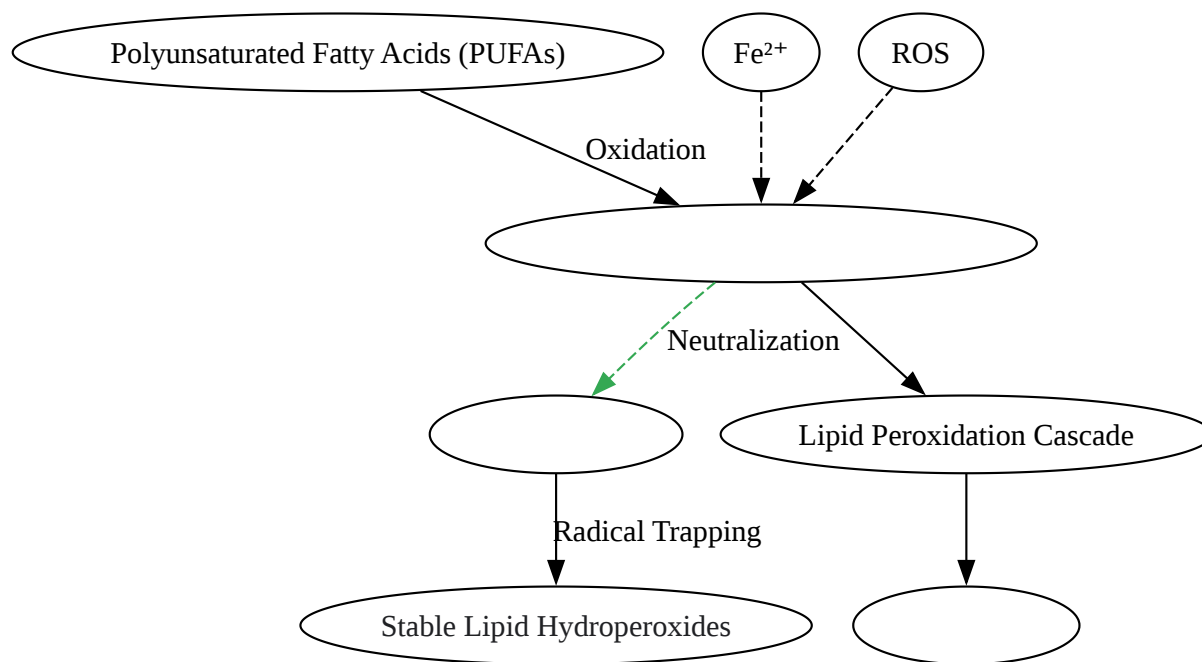 Polyunsaturated Fatty Acids (PUFAs)
Fe²⁺
ROS
Oxidation
Neutralization
Lipid Peroxidation Cascade
Radical Trapping
Stable Lipid Hydroperoxides